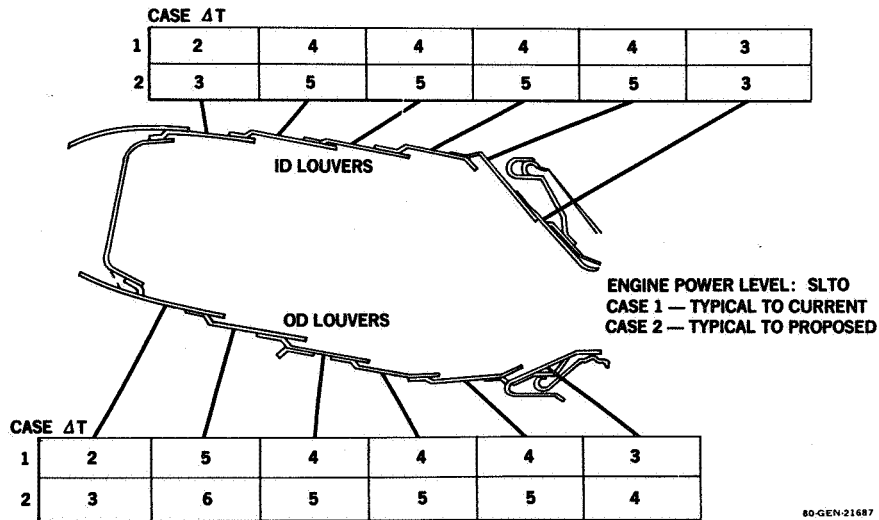 CASE ΔT
1 2 4 4 4 4 3
2 3 5 5 5 5 3
ID LOUVERS
ENGINE POWER LEVEL: SLTO
CASE 1 — TYPICAL TO CURRENT
CASE 2 — TYPICAL TO PROPOSED
OD LOUVERS
CASE ΔT
1 2 5 4 4 4 3
2 3 6 5 5 5 4
80-GEN-21687